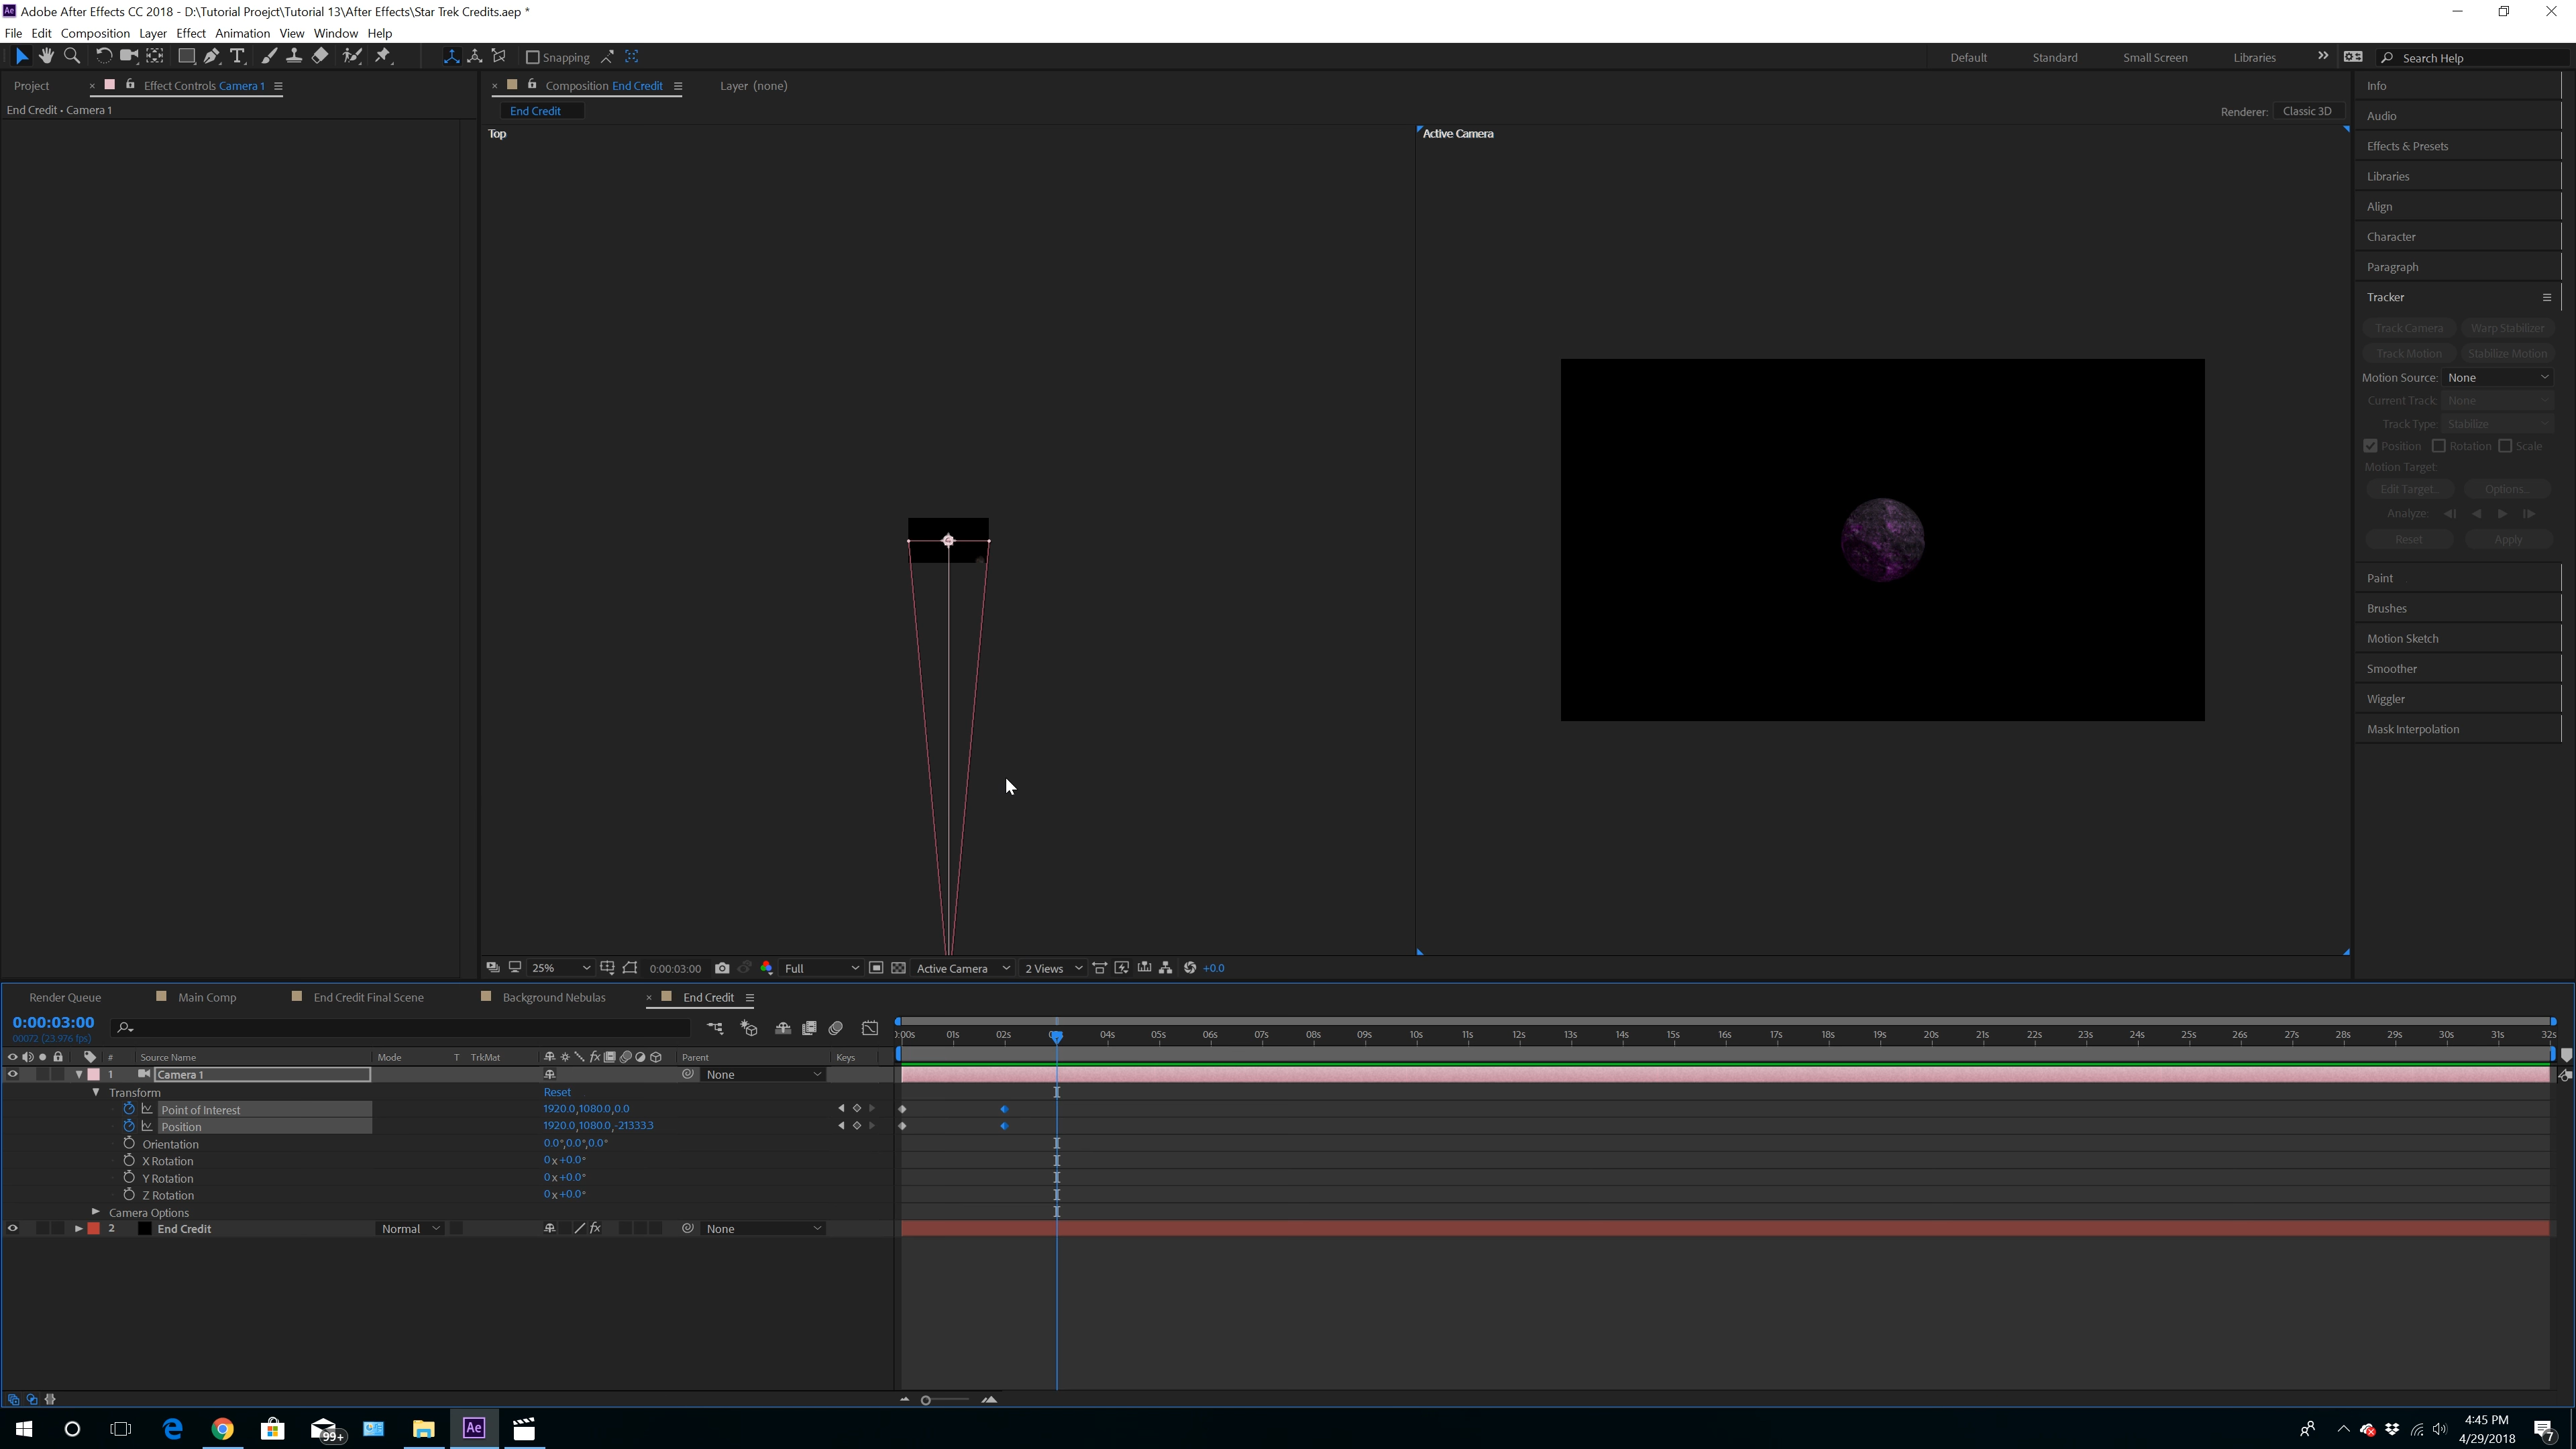 Ae Adobe After Effects CC 2018 - D:\Tutorial Proejct\Tutorial 13\After Effects\Star Trek Credits.aep *
File Edit Composition Layer Effect Animation View Window Help
Snapping Default Standard Small Screen Libraries Search Help
Project Effect Controls Camera 1 Composition End Credit Layer (none) Info
End Credit • Camera 1 End Credit Renderer: Classic 3D
Audio
Top Active Camera
Effects & Presets
Libraries
Align
Character
Paragraph
Tracker
Track Camera Warp Stabilizer
Track Motion Stabilize Motion
Motion Source: None
Current Track: None
Track Type: Stabilize
Position Rotation Scale
Motion Target:
Edit Target... Options...
Analyze:
Reset Apply
Paint
Brushes
Motion Sketch
Smoother
Wiggler
Mask Interpolation
25% 0:00:03:00 Full Active Camera 2 Views +0.0
Render Queue Main Comp End Credit Final Scene Background Nebulas End Credit
0:00:03:00
00072 (23.976 fps)
:00s 01s 02s 04s 05s 06s 07s 08s 09s 10s 11s 12s 13s 14s 15s 16s 17s 18s 19s 20s 21s 22s 23s 24s 25s 26s 27s 28s 29s 30s 31s 32s
# Source Name Mode T TrkMat fx Parent Keys
1 Camera 1 None
Transform Reset
Point of Interest 1920.0,1080.0,0.0
Position 1920.0,1080.0,-21333.3
Orientation 0.0°,0.0°,0.0°
X Rotation 0x+0.0°
Y Rotation 0x+0.0°
Z Rotation 0x+0.0°
Camera Options
2 End Credit Normal fx None
99+ Ae 4:45 PM
4/29/2018 7